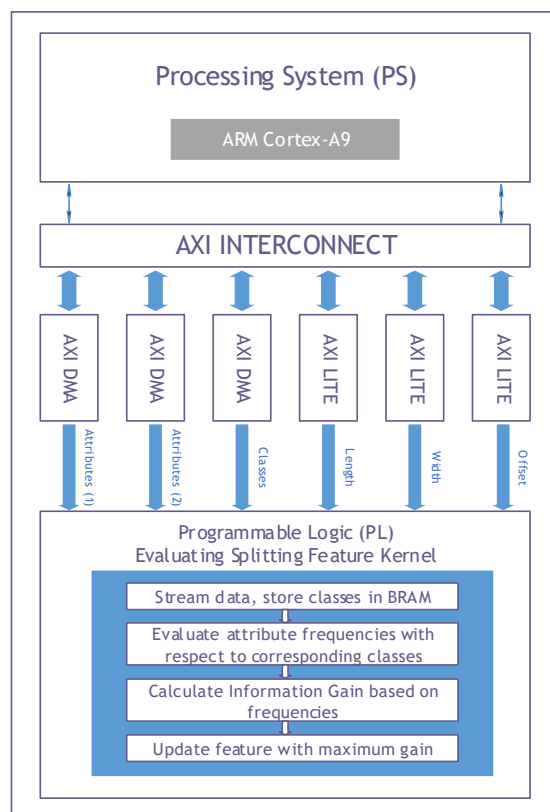 Processing System (PS)
ARM Cortex-A9
AXI INTERCONNECT
AXI DMA
AXI DMA
AXI DMA
AXI LITE
AXI LITE
AXI LITE
Attributes (1)
Attributes (2)
Classes
Length
Width
Offset
Programmable Logic (PL)
Evaluating Splitting Feature Kernel
Stream data, store classes in BRAM
Evaluate attribute frequencies with
respect to corresponding classes
Calculate Information Gain based on
frequencies
Update feature with maximum gain